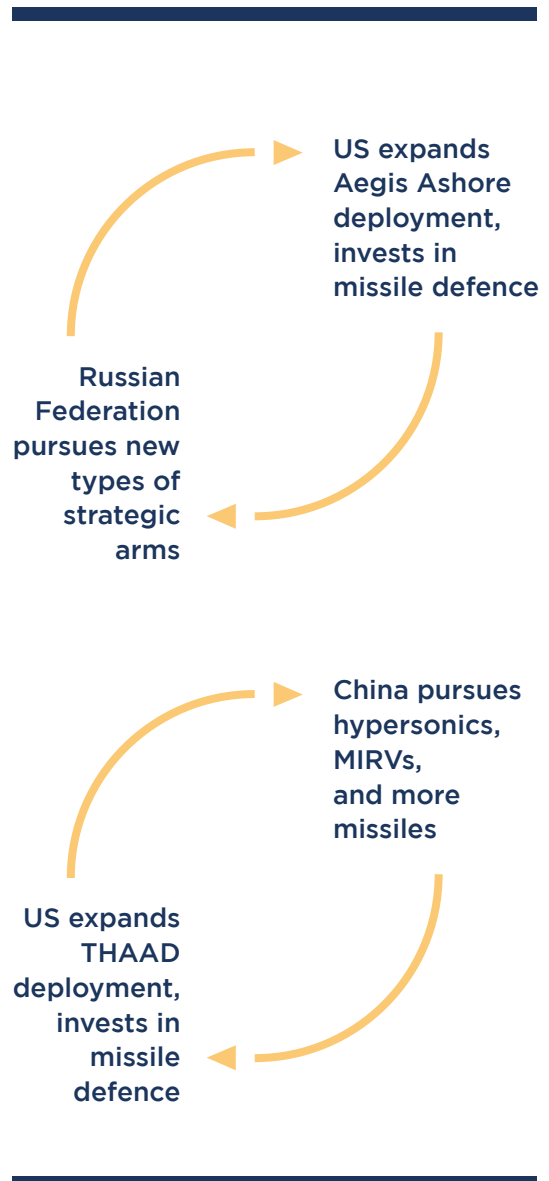 US expands
Aegis Ashore
deployment,
invests in
missile defence
Russian
Federation
pursues new
types of
strategic
arms
China pursues
hypersonics,
MIRVs,
and more
missiles
US expands
THAAD
deployment,
invests in
missile
defence